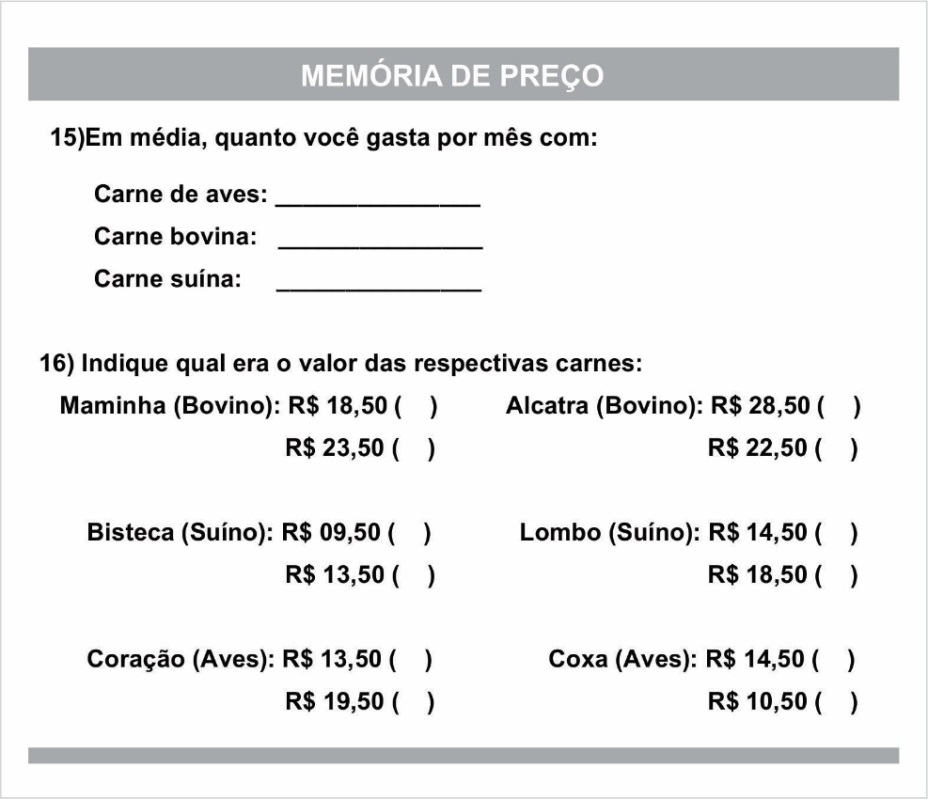 MEMÓRIA DE PREÇO
15)Em média, quanto você gasta por mês com:
Carne de aves: _______________
Carne bovina: _______________
Carne suína: _______________
16) Indique qual era o valor das respectivas carnes:
Maminha (Bovino): R$ 18,50 ( ) Alcatra (Bovino): R$ 28,50 ( )
R$ 23,50 ( ) R$ 22,50 ( )
Bisteca (Suíno): R$ 09,50 ( ) Lombo (Suíno): R$ 14,50 ( )
R$ 13,50 ( ) R$ 18,50 ( )
Coração (Aves): R$ 13,50 ( ) Coxa (Aves): R$ 14,50 ( )
R$ 19,50 ( ) R$ 10,50 ( )